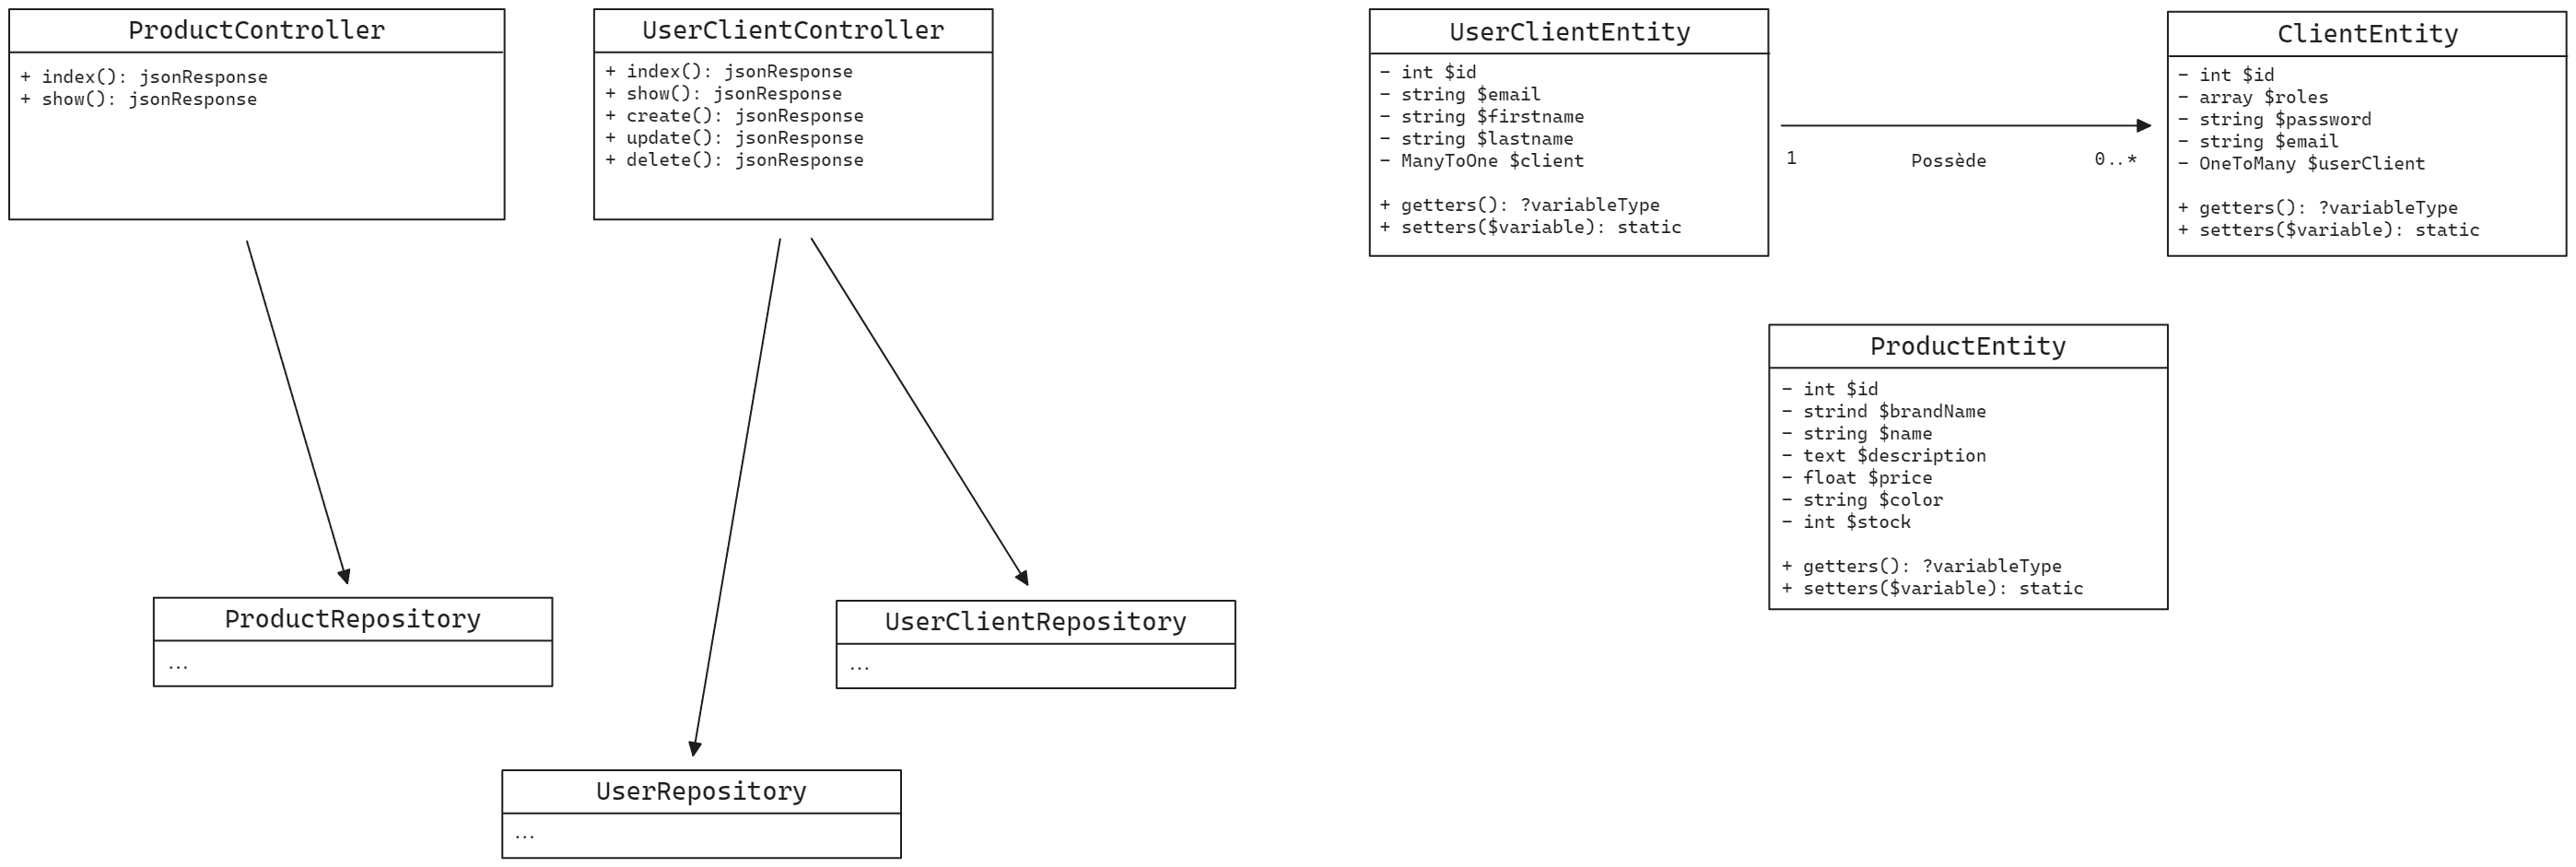 ProductController
+ index(): jsonResponse
+ show(): jsonResponse
UserClientController
+ index(): jsonResponse
+ show(): jsonResponse
+ create(): jsonResponse
+ update(): jsonResponse
+ delete(): jsonResponse
UserClientEntity
- int $id
- string $email
- string $firstname
- string $lastname
- ManyToOne $client
+ getters(): ?variableType
+ setters($variable): static
1 Possède 0..*
ClientEntity
- int $id
- array $roles
- string $password
- string $email
- OneToMany $userClient
+ getters(): ?variableType
+ setters($variable): static
ProductEntity
- int $id
- strind $brandName
- string $name
- text $description
- float $price
- string $color
- int $stock
+ getters(): ?variableType
+ setters($variable): static
ProductRepository
...
UserClientRepository
...
UserRepository
...